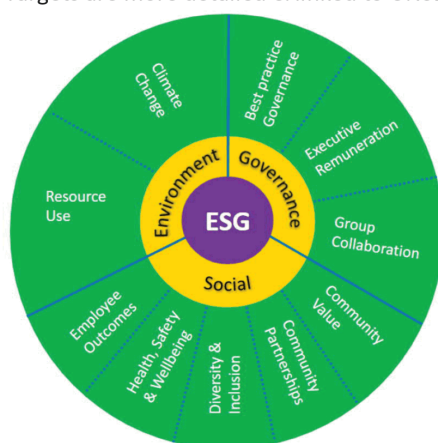 Climate
Change
Best practice
Governance
Executive
Remuneration
Group
Collaboration
Community
Value
Community
Partnerships
Diversity &
Inclusion
Health, Safety
& Wellbeing
Employee
Outcomes
Resource
Use
Environment
Governance
Social
ESG